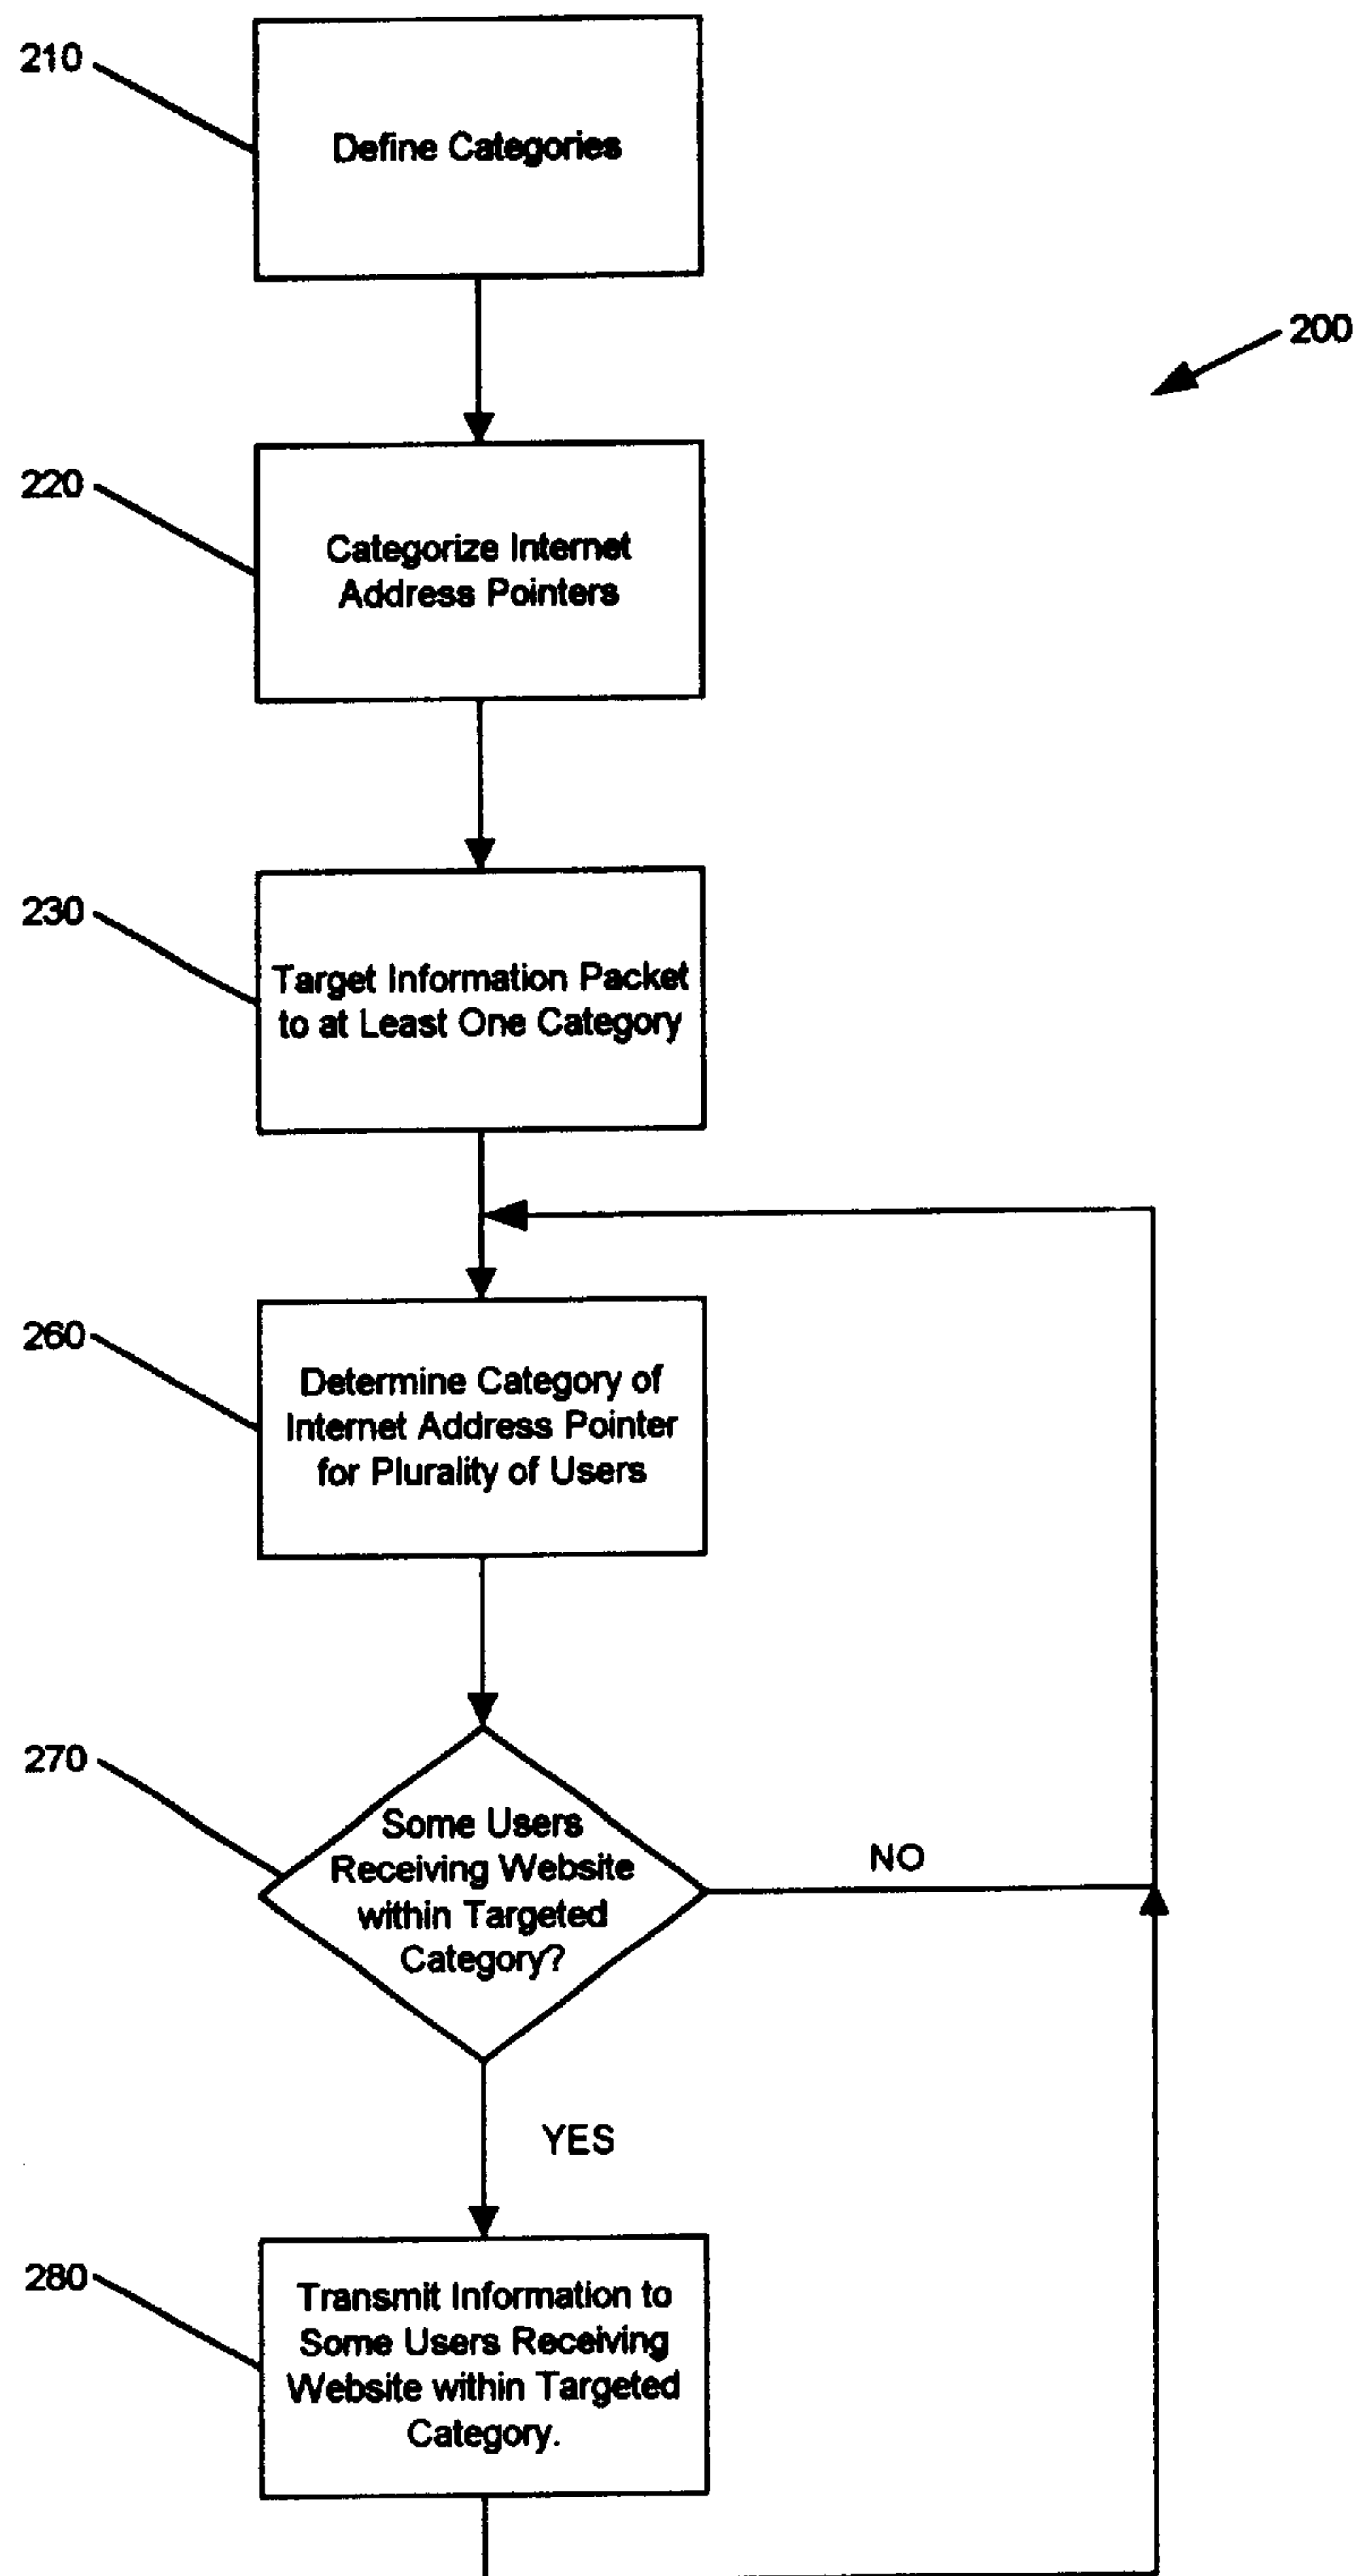 210
Define Categories
200
220
Categorize Internet
Address Pointers
230
Target Information Packet
to at Least One Category
260
Determine Category of
Internet Address Pointer
for Plurality of Users
270
Some Users
Receiving Website
within Targeted
Category?
NO
YES
280
Transmit Information to
Some Users Receiving
Website within Targeted
Category.